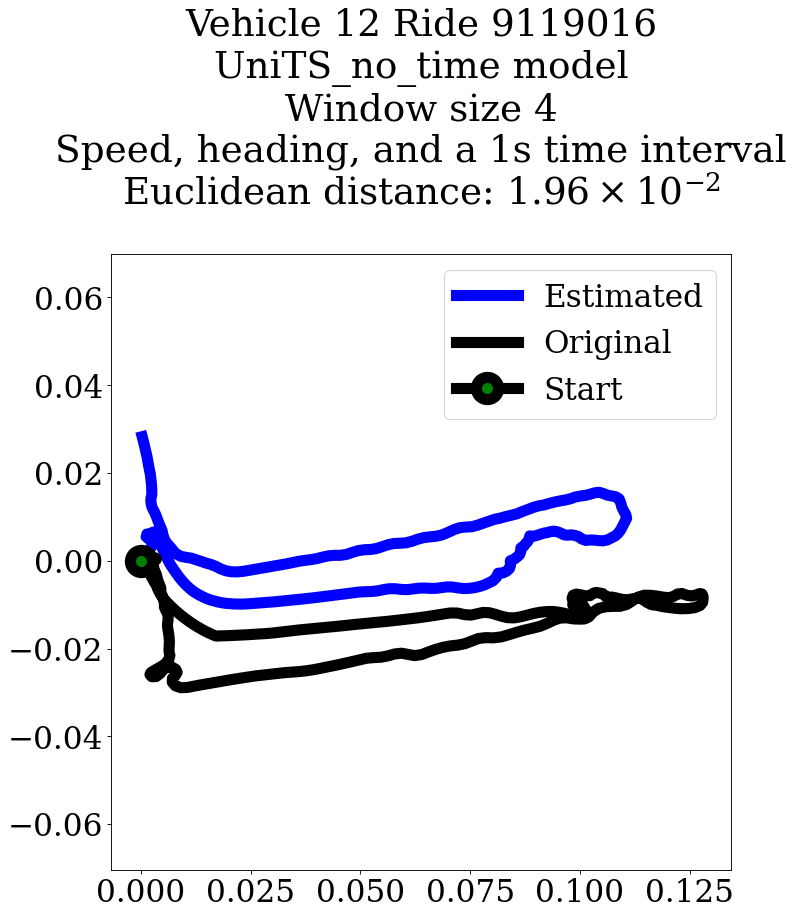 Vehicle 12 Ride 9119016
UniTS_no_time model
Window size 4
Speed, heading, and a 1s time interval
Euclidean distance: 1.96 × 10⁻²
Estimated
Original
Start
0.06
0.04
0.02
0.00
−0.02
−0.04
−0.06
0.000 0.025 0.050 0.075 0.100 0.125